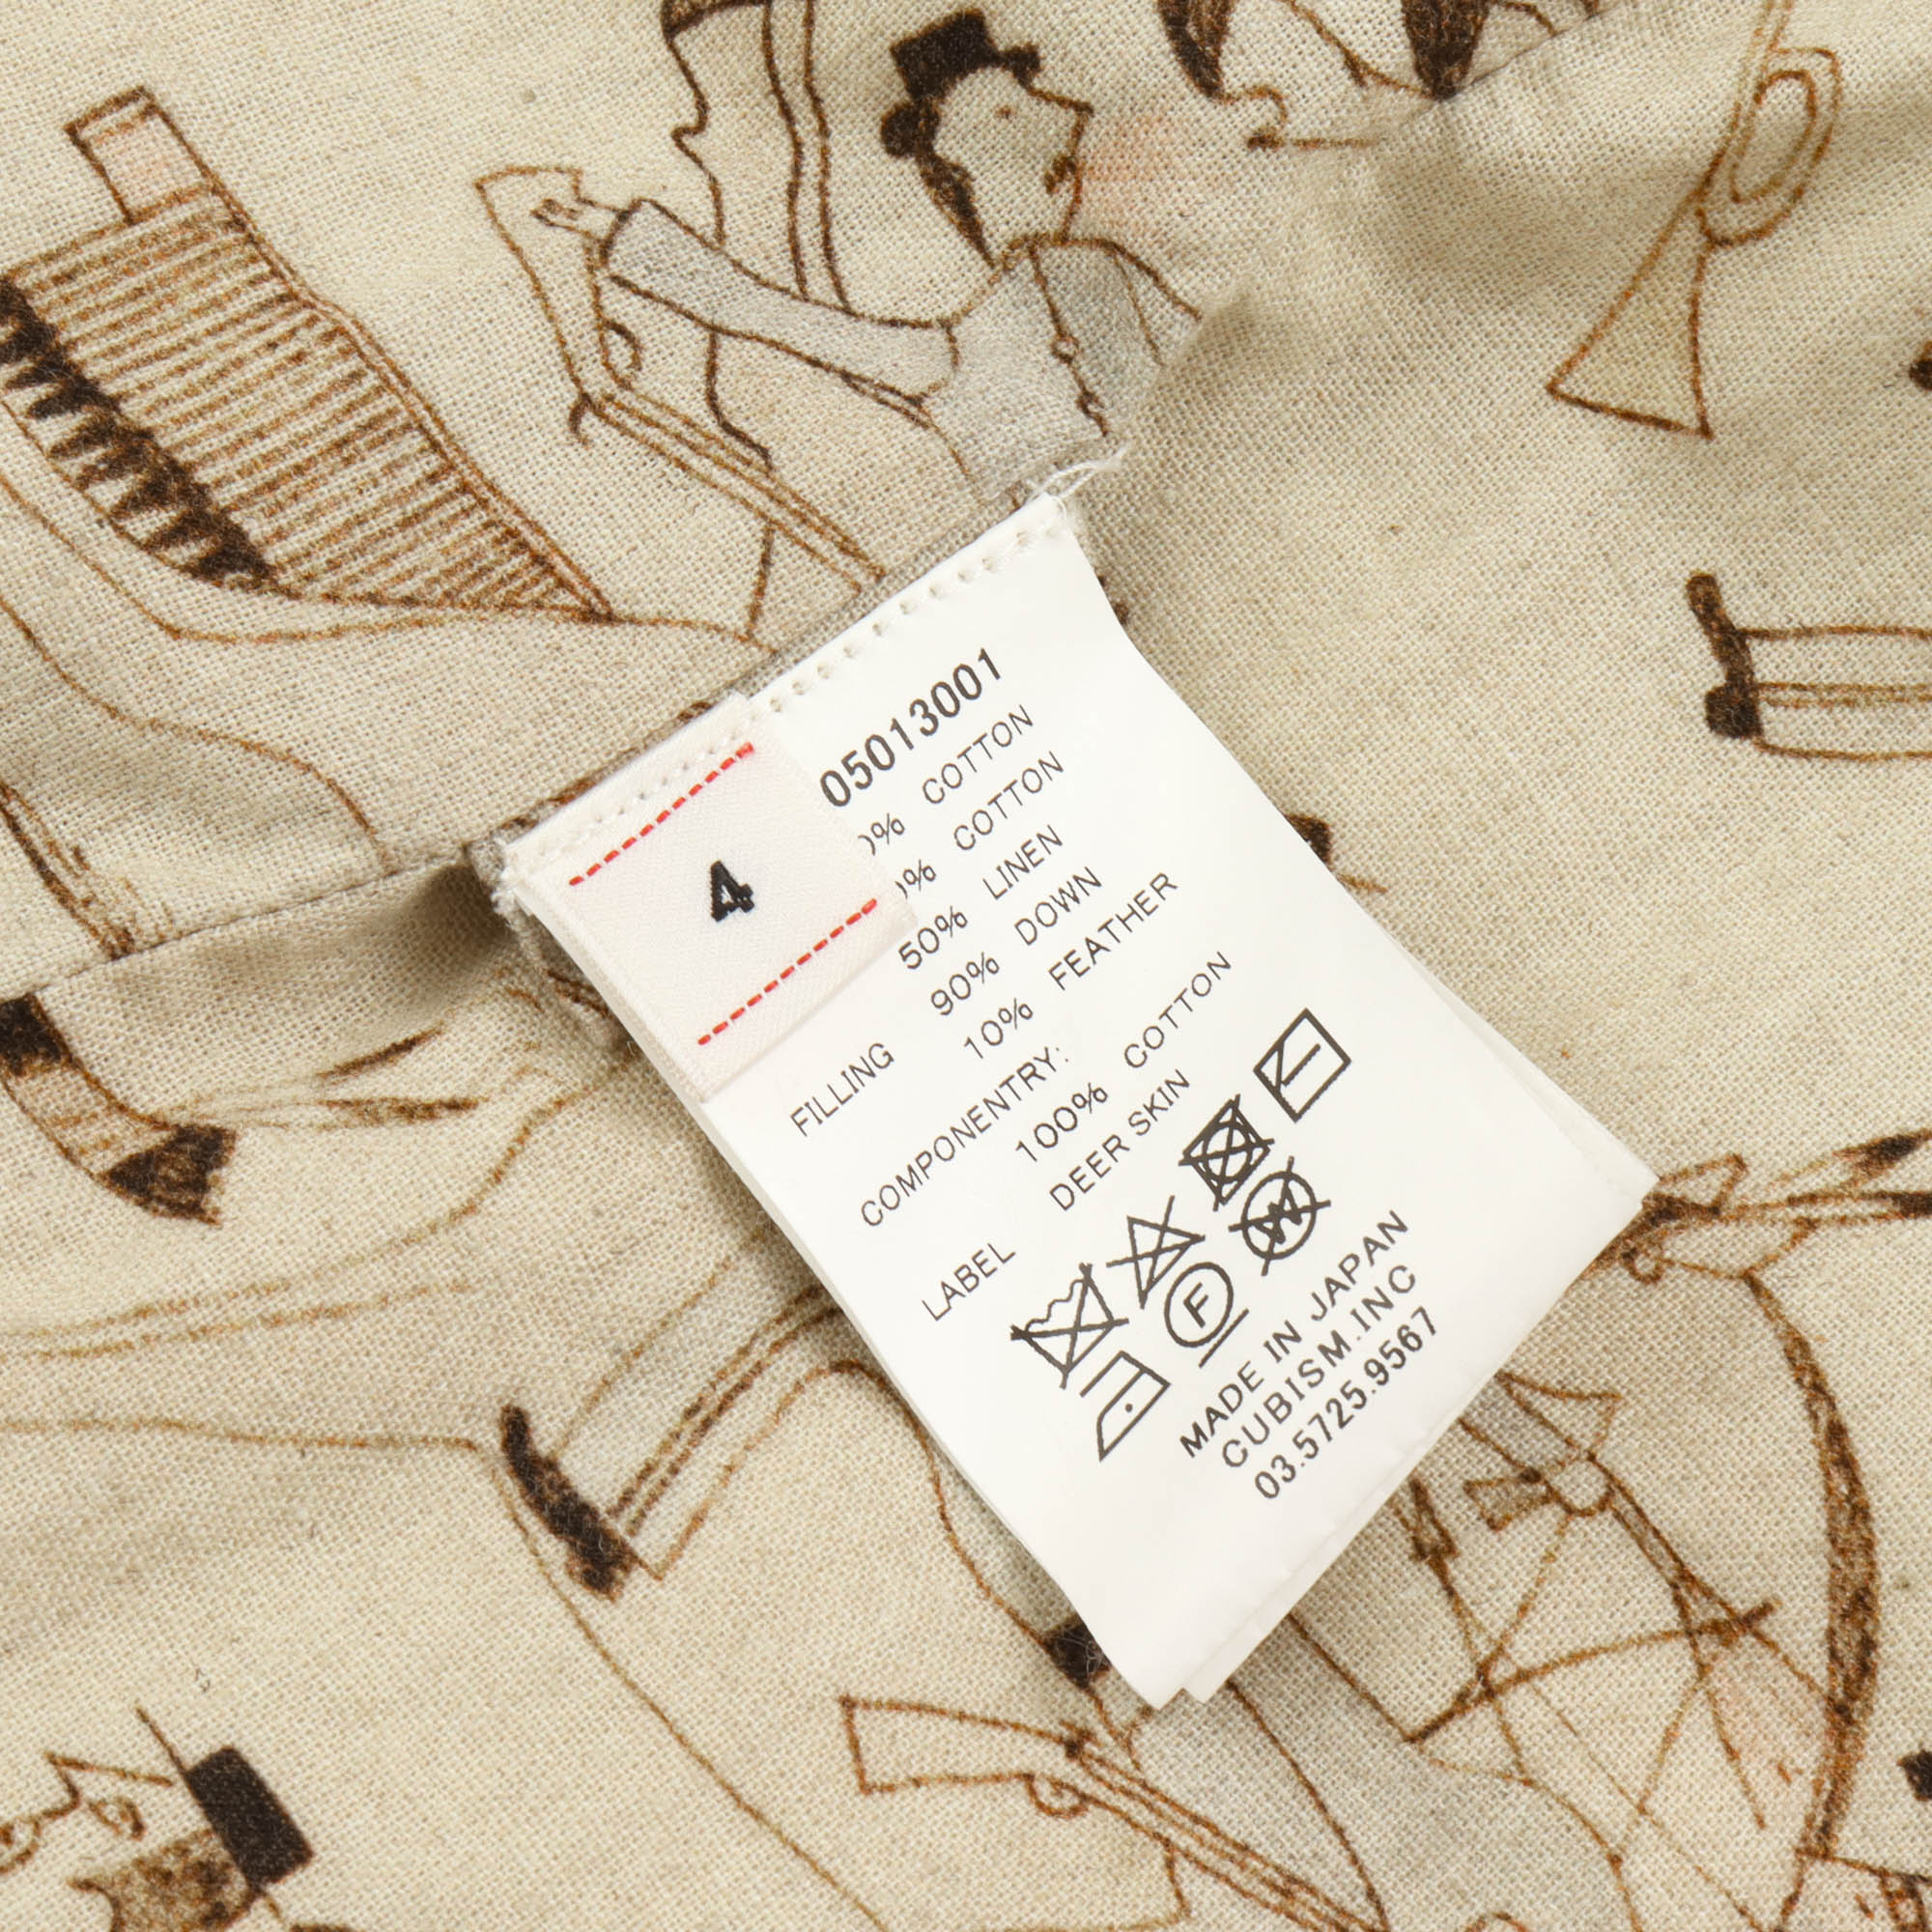 05013001
4
COTTON
COTTON
50% LINEN
90% DOWN
FILLING 10% FEATHER
COMPONENTRY:
100% COTTON
LABEL DEER SKIN
F
W
MADE IN JAPAN
CUBISM.INC
03.5725.9567